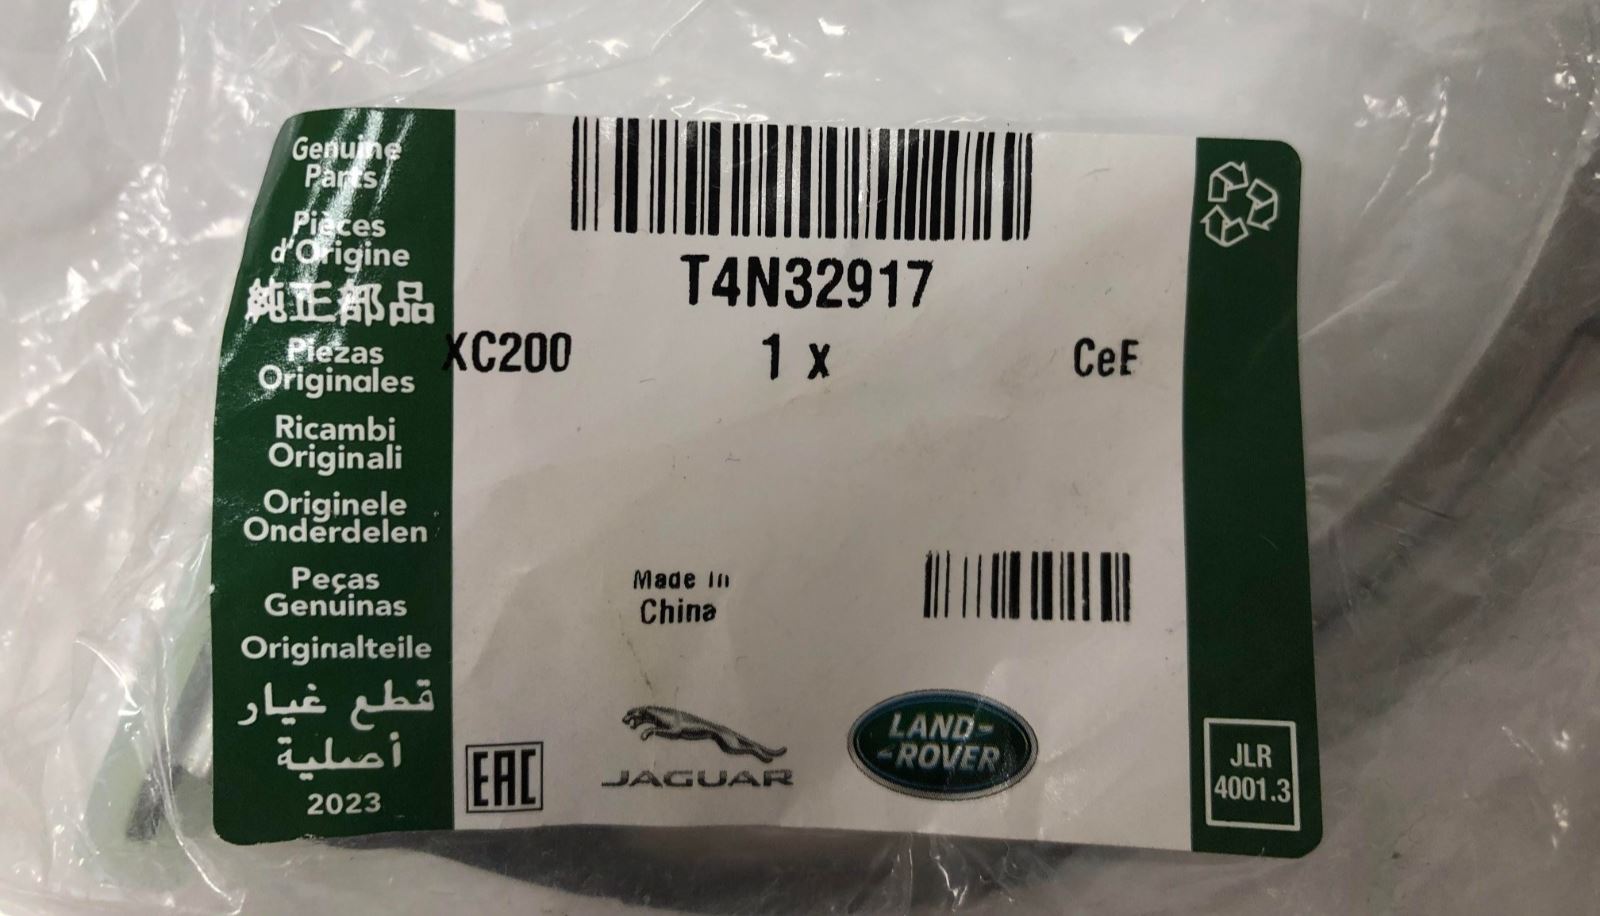 Genuine
Parts
Pièces
d'Origine
純正部品
Piezas
Originales
Ricambi
Originali
Originele
Onderdelen
Peças
Genuínas
Originalteile
قطع غيار
أصلية
2023
T4N32917
XC200 1 x CeE
Made in
China
EAC
JAGUAR
LAND-
-ROVER
JLR
4001.3